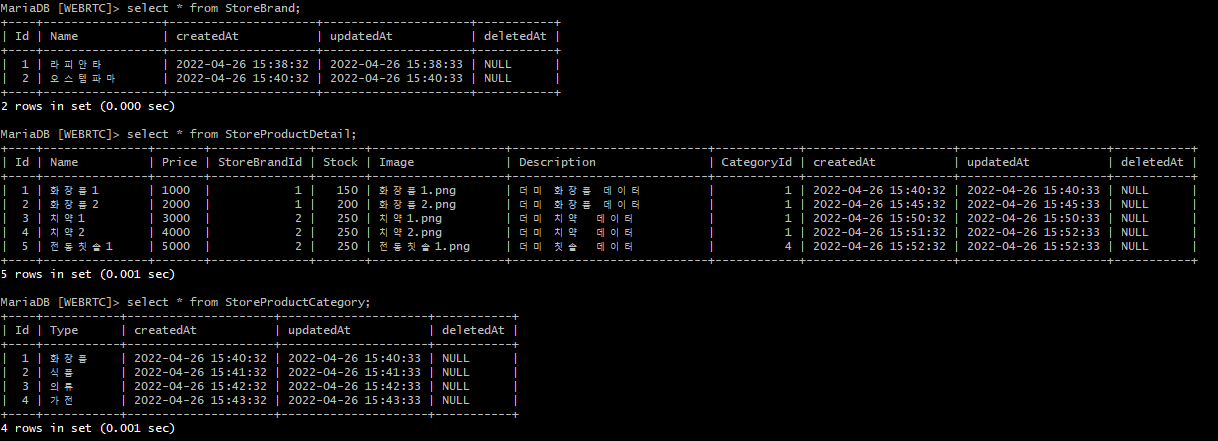 MariaDB [WEBRTC]> select * from StoreBrand;
+----+----------------+---------------------+---------------------+-----------+
| Id | Name | createdAt | updatedAt | deletedAt |
+----+----------------+---------------------+---------------------+-----------+
| 1 | 라피안타 | 2022-04-26 15:38:32 | 2022-04-26 15:38:33 | NULL |
| 2 | 오스템파마 | 2022-04-26 15:40:32 | 2022-04-26 15:40:33 | NULL |
+----+----------------+---------------------+---------------------+-----------+
2 rows in set (0.000 sec)
MariaDB [WEBRTC]> select * from StoreProductDetail;
+----+---------------+-------+--------------+-------+-------------------+----------------------------+------------+---------------------+---------------------+-----------+
| Id | Name | Price | StoreBrandId | Stock | Image | Description | CategoryId | createdAt | updatedAt | deletedAt |
+----+---------------+-------+--------------+-------+-------------------+----------------------------+------------+---------------------+---------------------+-----------+
| 1 | 화장품1 | 1000 | 1 | 150 | 화장품1.png | 더미 화장품 데이터 | 1 | 2022-04-26 15:40:32 | 2022-04-26 15:40:33 | NULL |
| 2 | 화장품2 | 2000 | 1 | 200 | 화장품2.png | 더미 화장품 데이터 | 1 | 2022-04-26 15:45:32 | 2022-04-26 15:45:33 | NULL |
| 3 | 치약1 | 3000 | 2 | 250 | 치약1.png | 더미 치약 데이터 | 1 | 2022-04-26 15:50:32 | 2022-04-26 15:50:33 | NULL |
| 4 | 치약2 | 4000 | 2 | 250 | 치약2.png | 더미 치약 데이터 | 1 | 2022-04-26 15:51:32 | 2022-04-26 15:52:33 | NULL |
| 5 | 전동칫솔1 | 5000 | 2 | 250 | 전동칫솔1.png | 더미 칫솔 데이터 | 4 | 2022-04-26 15:52:32 | 2022-04-26 15:52:33 | NULL |
+----+---------------+-------+--------------+-------+-------------------+----------------------------+------------+---------------------+---------------------+-----------+
5 rows in set (0.001 sec)
MariaDB [WEBRTC]> select * from StoreProductCategory;
+----+-----------+---------------------+---------------------+-----------+
| Id | Type | createdAt | updatedAt | deletedAt |
+----+-----------+---------------------+---------------------+-----------+
| 1 | 화장품 | 2022-04-26 15:40:32 | 2022-04-26 15:40:33 | NULL |
| 2 | 식품 | 2022-04-26 15:41:32 | 2022-04-26 15:41:33 | NULL |
| 3 | 의류 | 2022-04-26 15:42:32 | 2022-04-26 15:42:33 | NULL |
| 4 | 가전 | 2022-04-26 15:43:32 | 2022-04-26 15:43:33 | NULL |
+----+-----------+---------------------+---------------------+-----------+
4 rows in set (0.001 sec)